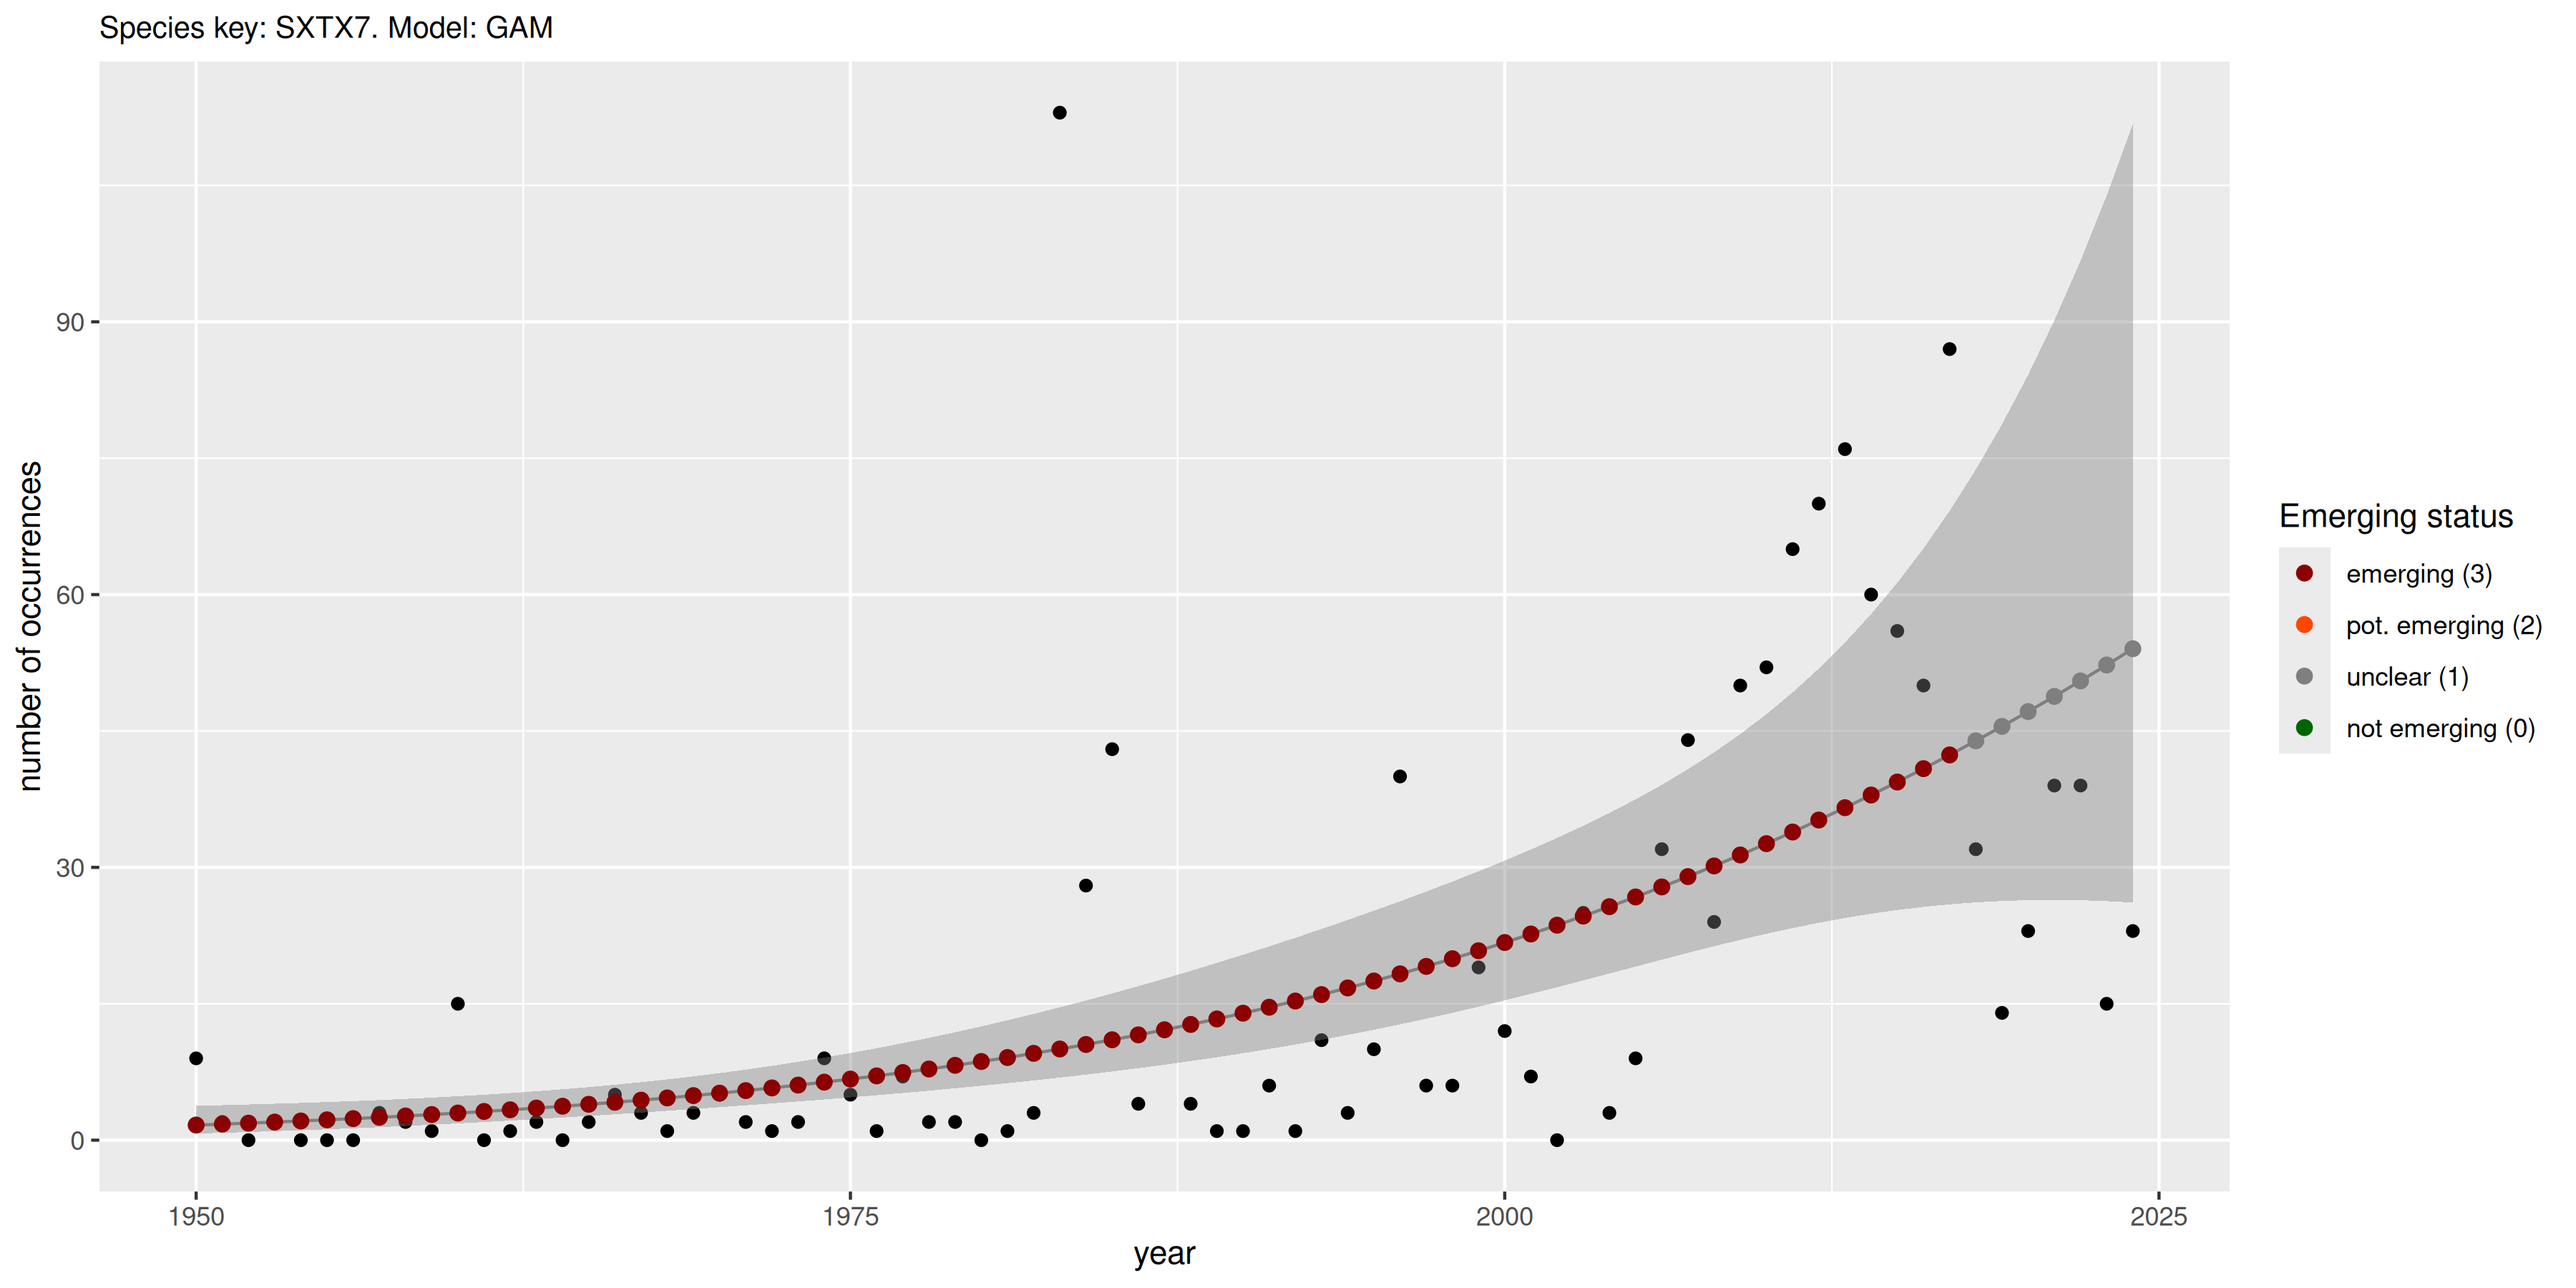 Species key: SXTX7. Model: GAM
number of occurrences
90
60
30
0
1950
1975
2000
2025
year
Emerging status
emerging (3)
pot. emerging (2)
unclear (1)
not emerging (0)